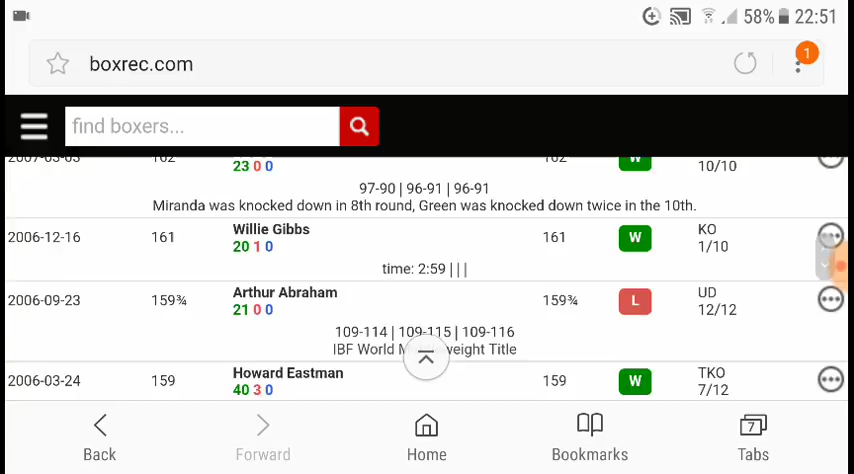 58% 22:51
boxrec.com
1
find boxers...
2007-03-03 162 23 0 0 162 W 10/10
97-90 | 96-91 | 96-91
Miranda was knocked down in 8th round, Green was knocked down twice in the 10th.
2006-12-16 161 Willie Gibbs 161 W KO
20 1 0 1/10
time: 2:59 | | |
2006-09-23 159¾ Arthur Abraham 159¾ L UD
21 0 0 12/12
109-114 | 109-115 | 109-116
IBF World M weight Title
2006-03-24 159 Howard Eastman 159 W TKO
40 3 0 7/12
7
Back Forward Home Bookmarks Tabs